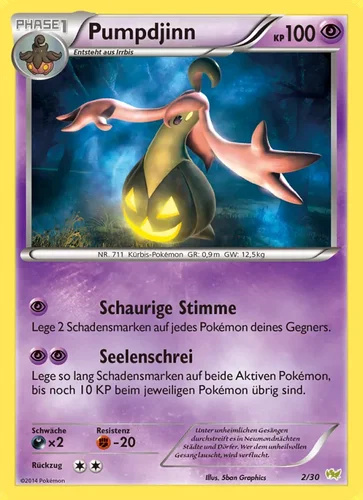 PHASE1
Pumpdjinn
KP100
Entsteht aus Irrbis
NR. 711 Kürbis-Pokémon GR: 0,9m GW: 12,5kg
Schaurige Stimme
Lege 2 Schadensmarken auf jedes Pokémon deines Gegners.
Seelenschrei
Lege so lang Schadensmarken auf beide Aktiven Pokémon,
bis noch 10 KP beim jeweiligen Pokémon übrig sind.
Schwäche
×2
Resistenz
-20
Rückzug
Unter unheimlichen Gesängen
durchstreift es in Neumondnächten
Städte und Dörfer. Wer dem unheilvollen
Gesang lauscht, wird verflucht.
©2014 Pokémon
Illus. 5ban Graphics
2/30